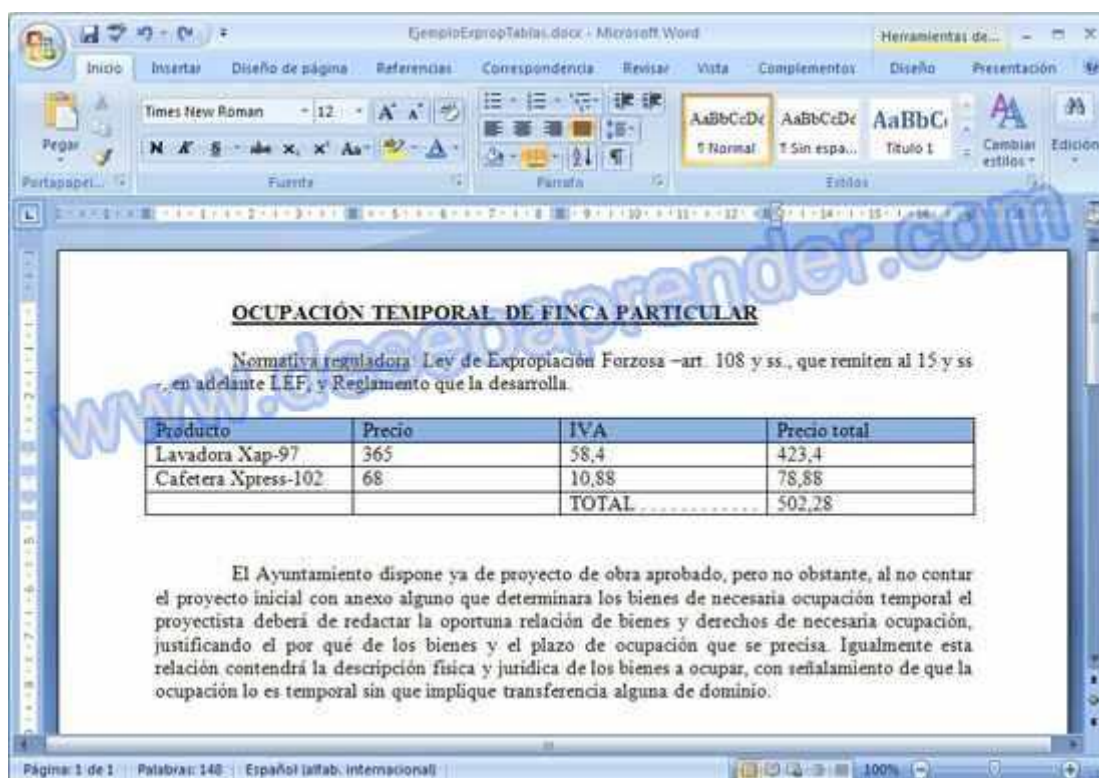 EjemploExpropTablas.docx - Microsoft Word
Herramientas de...
Inicio Insertar Diseño de página Referencias Correspondencia Revisar Vista Complementos Diseño Presentación
Pegar
Times New Roman 12
N K S abe x, x² Aa A
AaBbCcDc AaBbCcDc AaBbC
¶ Normal ¶ Sin espa... Título 1
Cambiar estilos
Edición
Portapapel... Fuente Párrafo Estilos
www.aprender.com
OCUPACIÓN TEMPORAL DE FINCA PARTICULAR
Normativa reguladora: Ley de Expropiación Forzosa –art. 108 y ss., que remiten al 15 y ss
-, en adelante LEF, y Reglamento que la desarrolla.
Producto Precio IVA Precio total
Lavadora Xap-97 365 58,4 423,4
Cafetera Xpress-102 68 10,88 78,88
TOTAL . . . . . . . . . . . . 502,28
El Ayuntamiento dispone ya de proyecto de obra aprobado, pero no obstante, al no contar
el proyecto inicial con anexo alguno que determinara los bienes de necesaria ocupación temporal el
proyectista deberá de redactar la oportuna relación de bienes y derechos de necesaria ocupación,
justificando el por qué de los bienes y el plazo de ocupación que se precisa. Igualmente esta
relación contendrá la descripción física y jurídica de los bienes a ocupar, con señalamiento de que la
ocupación lo es temporal sin que implique transferencia alguna de dominio.
Página: 1 de 1 Palabras: 148 Español (alfab. internacional) 100%